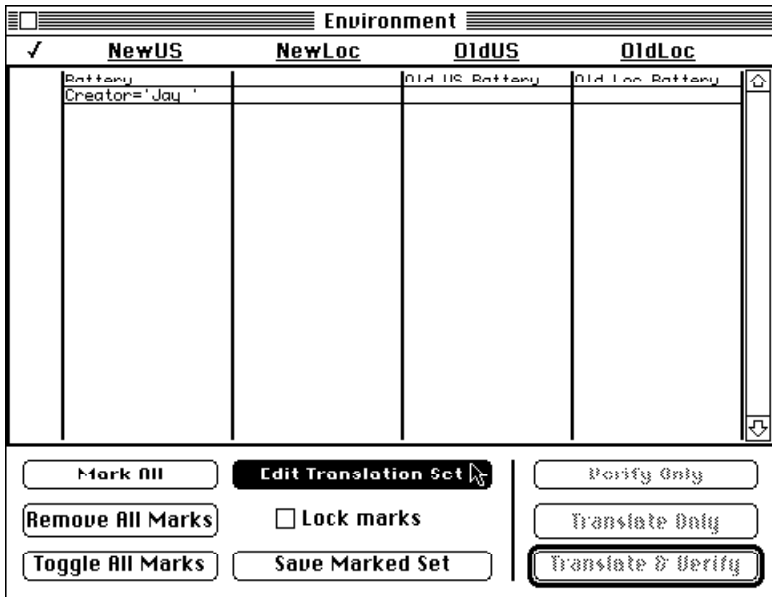 Environment
✓ NewUS NewLoc OldUS OldLoc
Battery Old US Battery Old Loc Battery
Creator='Jay '
Mark All Edit Translation Set Verify Only
Remove All Marks Lock marks Translate Only
Toggle All Marks Save Marked Set Translate & Verify